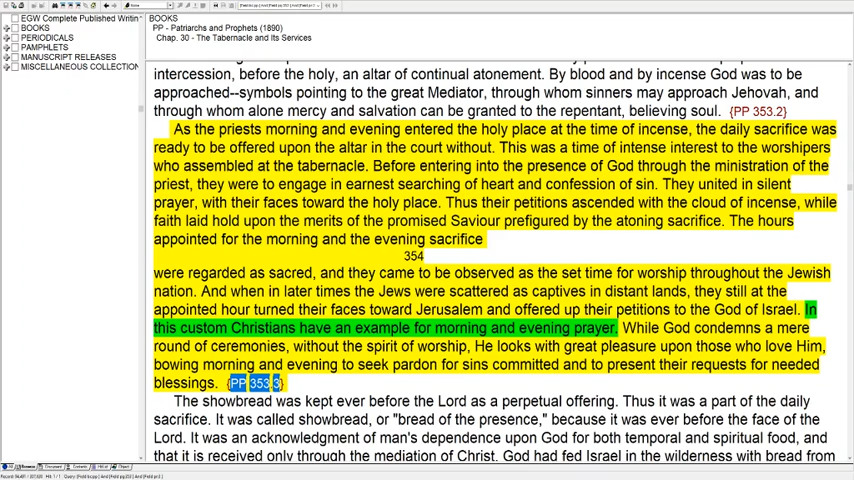 EGW Complete Published Writin
BOOKS
PERIODICALS
PAMPHLETS
MANUSCRIPT RELEASES
MISCELLANEOUS COLLECTION
BOOKS
PP - Patriarchs and Prophets (1890)
Chap. 30 - The Tabernacle and Its Services
intercession, before the holy, an altar of continual atonement. By blood and by incense God was to be
approached--symbols pointing to the great Mediator, through whom sinners may approach Jehovah, and
through whom alone mercy and salvation can be granted to the repentant, believing soul. {PP 353.2}
As the priests morning and evening entered the holy place at the time of incense, the daily sacrifice was
ready to be offered upon the altar in the court without. This was a time of intense interest to the worshipers
who assembled at the tabernacle. Before entering into the presence of God through the ministration of the
priest, they were to engage in earnest searching of heart and confession of sin. They united in silent
prayer, with their faces toward the holy place. Thus their petitions ascended with the cloud of incense, while
faith laid hold upon the merits of the promised Saviour prefigured by the atoning sacrifice. The hours
appointed for the morning and the evening sacrifice
354
were regarded as sacred, and they came to be observed as the set time for worship throughout the Jewish
nation. And when in later times the Jews were scattered as captives in distant lands, they still at the
appointed hour turned their faces toward Jerusalem and offered up their petitions to the God of Israel. In
this custom Christians have an example for morning and evening prayer. While God condemns a mere
round of ceremonies, without the spirit of worship, He looks with great pleasure upon those who love Him,
bowing morning and evening to seek pardon for sins committed and to present their requests for needed
blessings. {PP 353.3}
The showbread was kept ever before the Lord as a perpetual offering. Thus it was a part of the daily
sacrifice. It was called showbread, or "bread of the presence," because it was ever before the face of the
Lord. It was an acknowledgment of man's dependence upon God for both temporal and spiritual food, and
that it is received only through the mediation of Christ. God had fed Israel in the wilderness with bread from